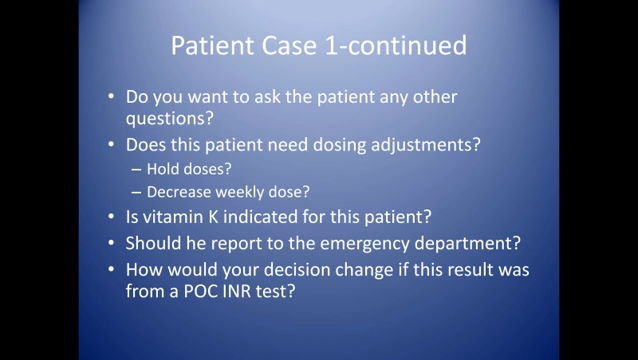 Patient Case 1-continued
• Do you want to ask the patient any other
questions?
• Does this patient need dosing adjustments?
– Hold doses?
– Decrease weekly dose?
• Is vitamin K indicated for this patient?
• Should he report to the emergency department?
• How would your decision change if this result was
from a POC INR test?